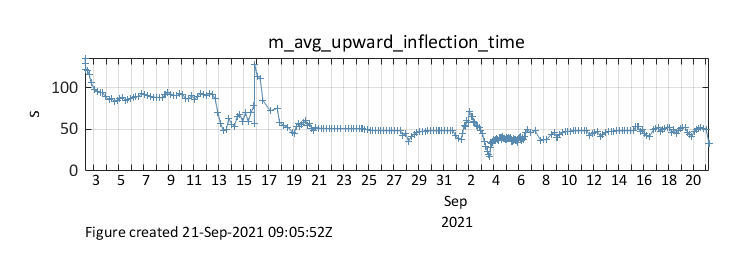 m_avg_upward_inflection_time
100
50
0
s
3 5 7 9 11 13 15 17 19 21 23 25 27 29 31 2 4 6 8 10 12 14 16 18 20
Sep
2021
Figure created 21-Sep-2021 09:05:52Z